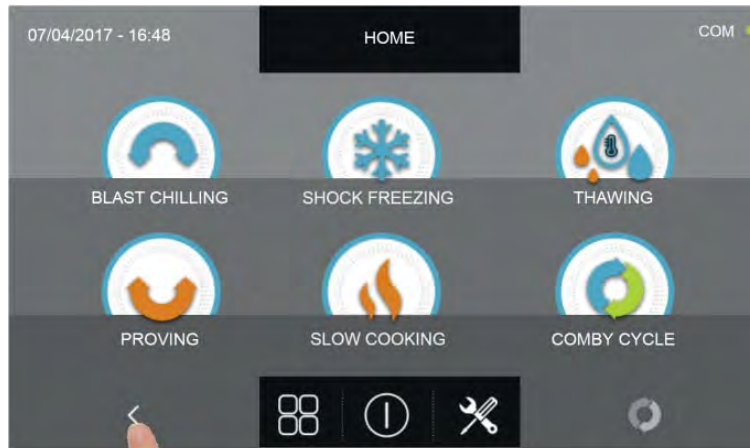 07/04/2017 - 16:48
HOME
COM
BLAST CHILLING
SHOCK FREEZING
THAWING
PROVING
SLOW COOKING
COMBY CYCLE